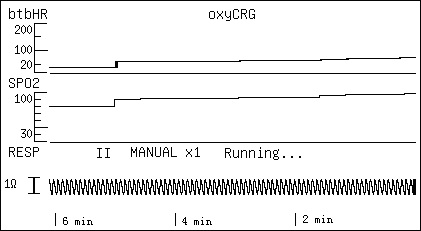 btbHR oxyCRG
200
100
20
SPO2
100
30
RESP II MANUAL x1 Running...
1Ω
6 min 4 min 2 min